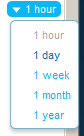 1 hour
1 hour
1 day
1 week
1 month
1 year